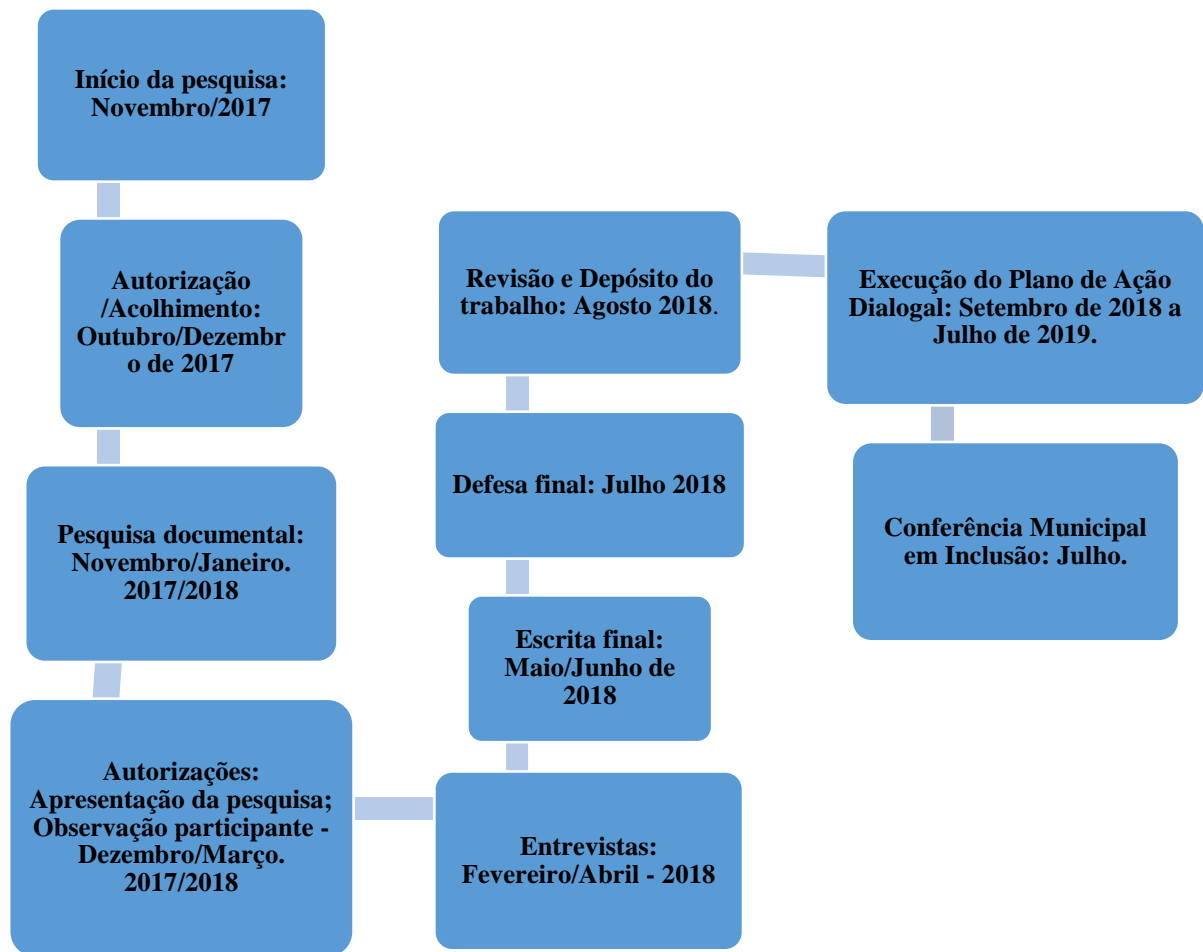 Início da pesquisa:
Novembro/2017
Autorização
/Acolhimento:
Outubro/Dezembr
o de 2017
Pesquisa documental:
Novembro/Janeiro.
2017/2018
Autorizações:
Apresentação da pesquisa;
Observação participante -
Dezembro/Março.
2017/2018
Entrevistas:
Fevereiro/Abril - 2018
Escrita final:
Maio/Junho de
2018
Defesa final: Julho 2018
Revisão e Depósito do
trabalho: Agosto 2018.
Execução do Plano de Ação
Dialogal: Setembro de 2018 a
Julho de 2019.
Conferência Municipal
em Inclusão: Julho.